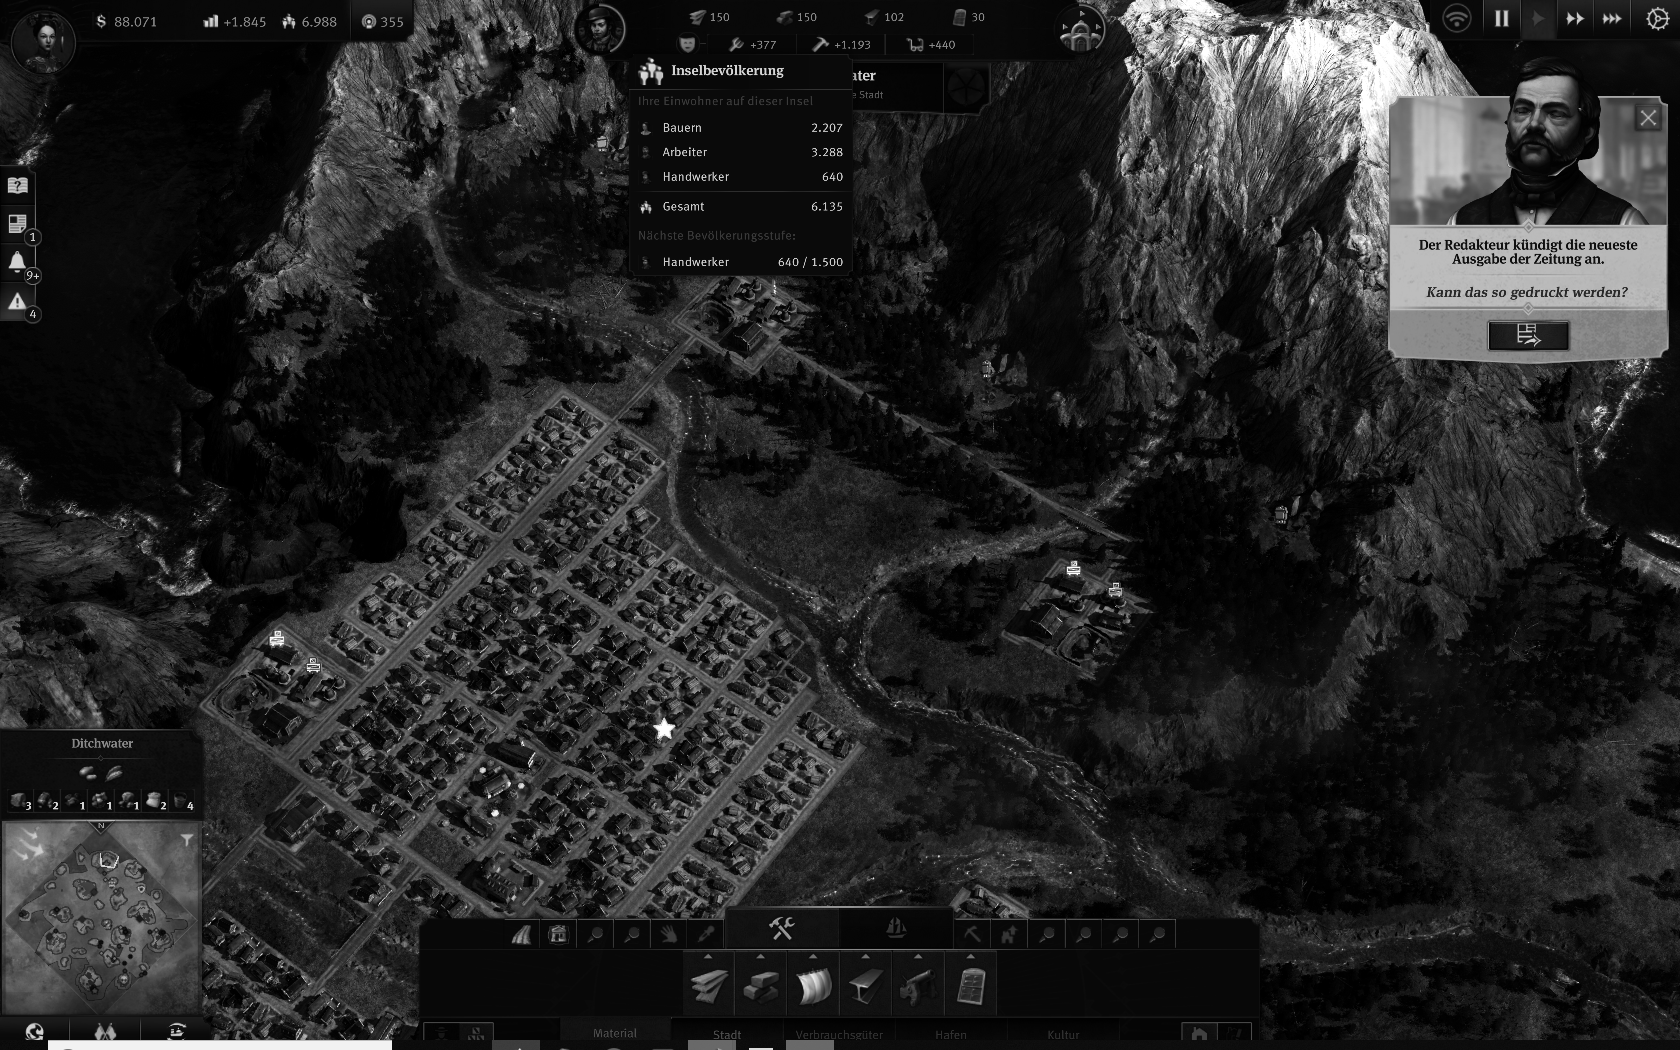 $ 88.071
+1.845
6.988
355
150
150
102
30
+377
+1.193
+440
Inselbevölkerung
Ihre Einwohner auf dieser Insel
Bauern 2.207
Arbeiter 3.288
Handwerker 640
Gesamt 6.135
Nächste Bevölkerungsstufe:
Handwerker 640 / 1.500
ater
e Stadt
Der Redakteur kündigt die neueste
Ausgabe der Zeitung an.
Kann das so gedruckt werden?
1
9+
4
Ditchwater
3 2 1 1 1 2 4
N
Material Stadt Verbrauchsgüter Hafen Kultur